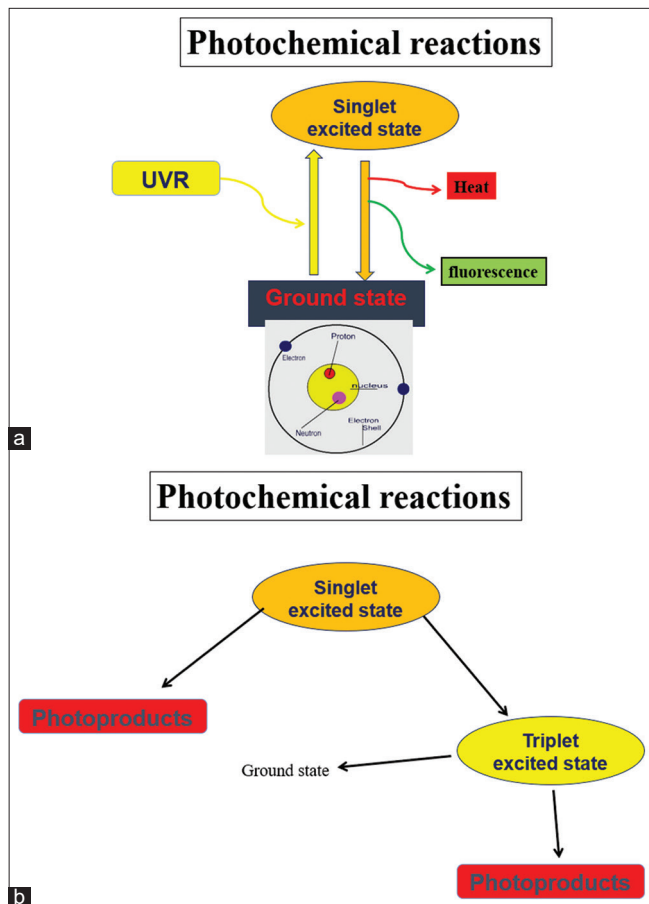 Photochemical reactions
Singlet
excited state
UVR
Heat
fluorescence
Ground state
Proton
Electron
nucleus
Neutron
Electron
Shell
a
Photochemical reactions
Singlet
excited state
Photoproducts
Triplet
excited state
Ground state
Photoproducts
b